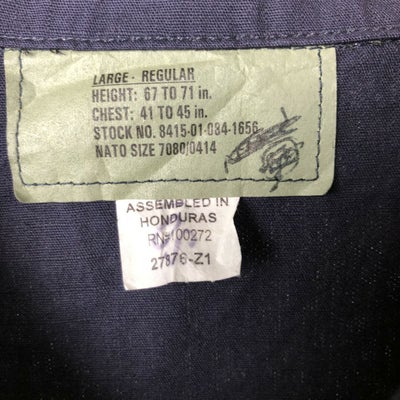 LARGE - REGULAR
HEIGHT: 67 TO 71 in.
CHEST: 41 TO 45 in.
STOCK NO. 8415-01-084-1656
NATO SIZE 7080/0414
ASSEMBLED IN
HONDURAS
RN#100272
27876-Z1